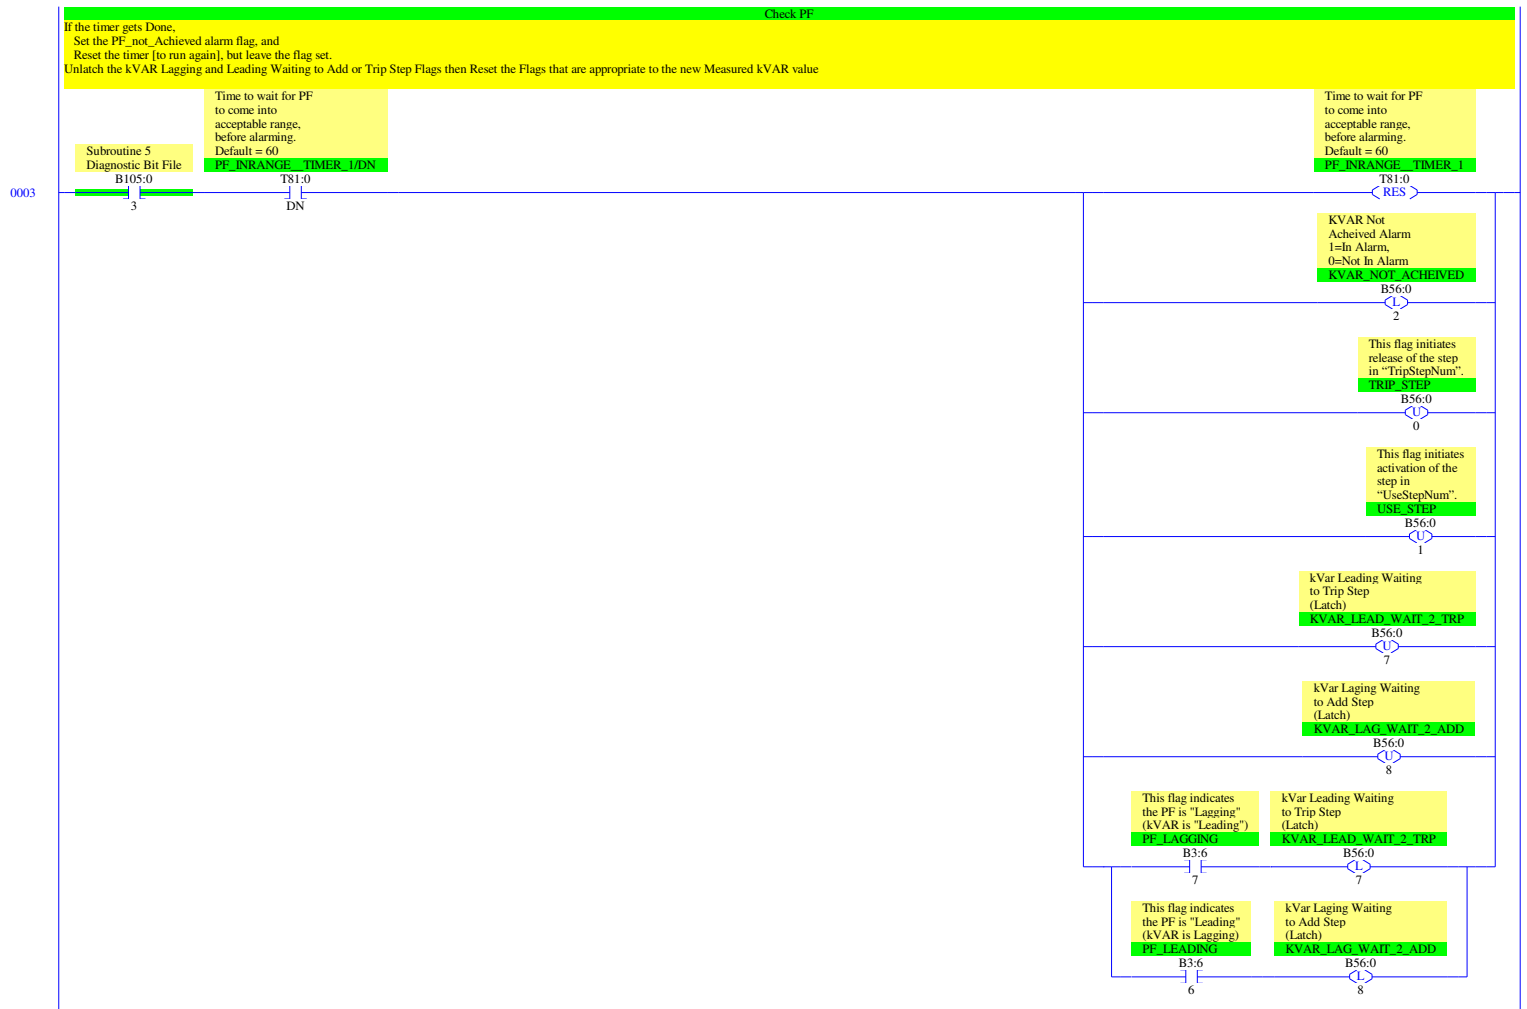 Check PF
If the timer gets Done,
Set the PF_not_Achieved alarm flag, and
Reset the timer [to run again], but leave the flag set.
Unlatch the kVAR Lagging and Leading Waiting to Add or Trip Step Flags then Reset the Flags that are appropriate to the new Measured kVAR value
0003
Subroutine 5
Diagnostic Bit File
B105:0
3
Time to wait for PF
to come into
acceptable range,
before alarming.
Default = 60
PF_INRANGE__TIMER_1/DN
T81:0
DN
Time to wait for PF
to come into
acceptable range,
before alarming.
Default = 60
PF_INRANGE__TIMER_1
T81:0
RES
KVAR Not
Acheived Alarm
1=In Alarm,
0=Not In Alarm
KVAR_NOT_ACHEIVED
B56:0
L
2
This flag initiates
release of the step
in “TripStepNum”.
TRIP_STEP
B56:0
U
0
This flag initiates
activation of the
step in
“UseStepNum”.
USE_STEP
B56:0
U
1
kVar Leading Waiting
to Trip Step
(Latch)
KVAR_LEAD_WAIT_2_TRP
B56:0
U
7
kVar Laging Waiting
to Add Step
(Latch)
KVAR_LAG_WAIT_2_ADD
B56:0
U
8
This flag indicates
the PF is "Lagging"
(kVAR is "Leading")
PF_LAGGING
B3:6
7
kVar Leading Waiting
to Trip Step
(Latch)
KVAR_LEAD_WAIT_2_TRP
B56:0
L
7
This flag indicates
the PF is "Leading"
(kVAR is Lagging)
PF_LEADING
B3:6
6
kVar Laging Waiting
to Add Step
(Latch)
KVAR_LAG_WAIT_2_ADD
B56:0
L
8